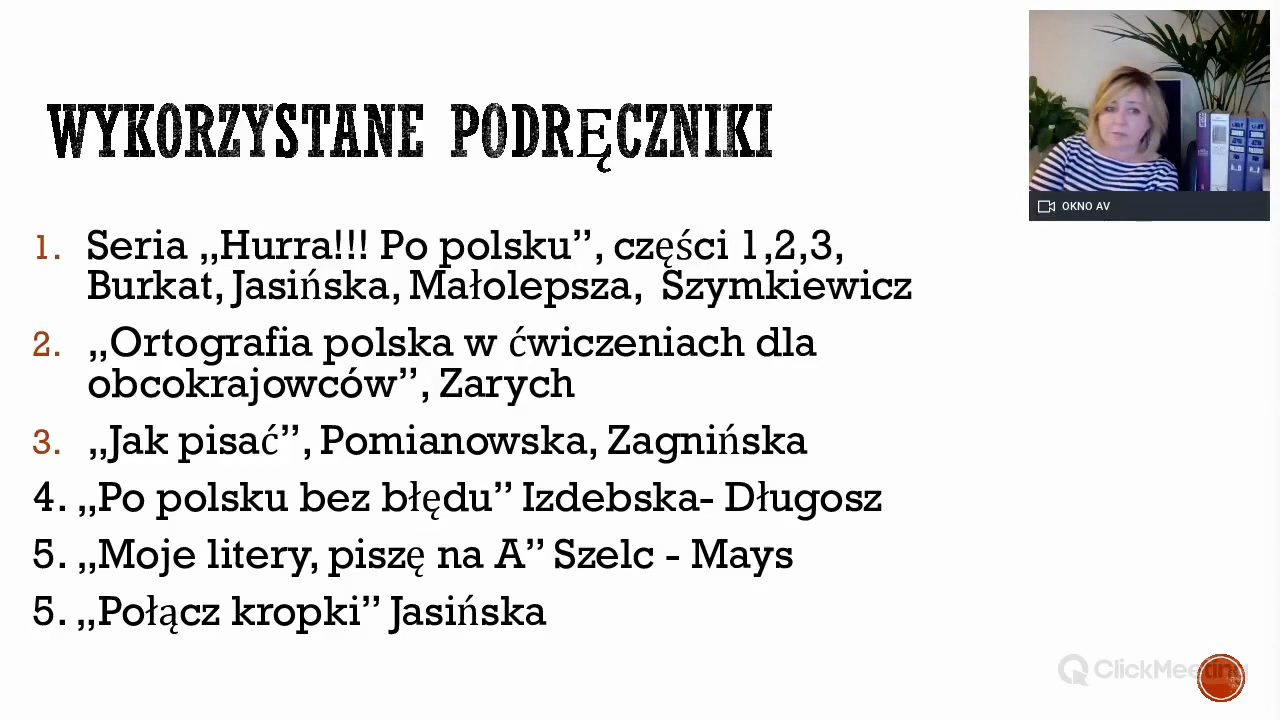 WYKORZYSTANE PODRĘCZNIKI
1. Seria „Hurra!!! Po polsku”, części 1,2,3,
Burkat, Jasińska, Małolepsza, Szymkiewicz
2. „Ortografia polska w ćwiczeniach dla
obcokrajowców”, Zarych
3. „Jak pisać”, Pomianowska, Zagnińska
4. „Po polsku bez błędu” Izdebska- Długosz
5. „Moje litery, piszę na A” Szelc - Mays
5. „Połącz kropki” Jasińska
OKNO AV
ClickMeeting